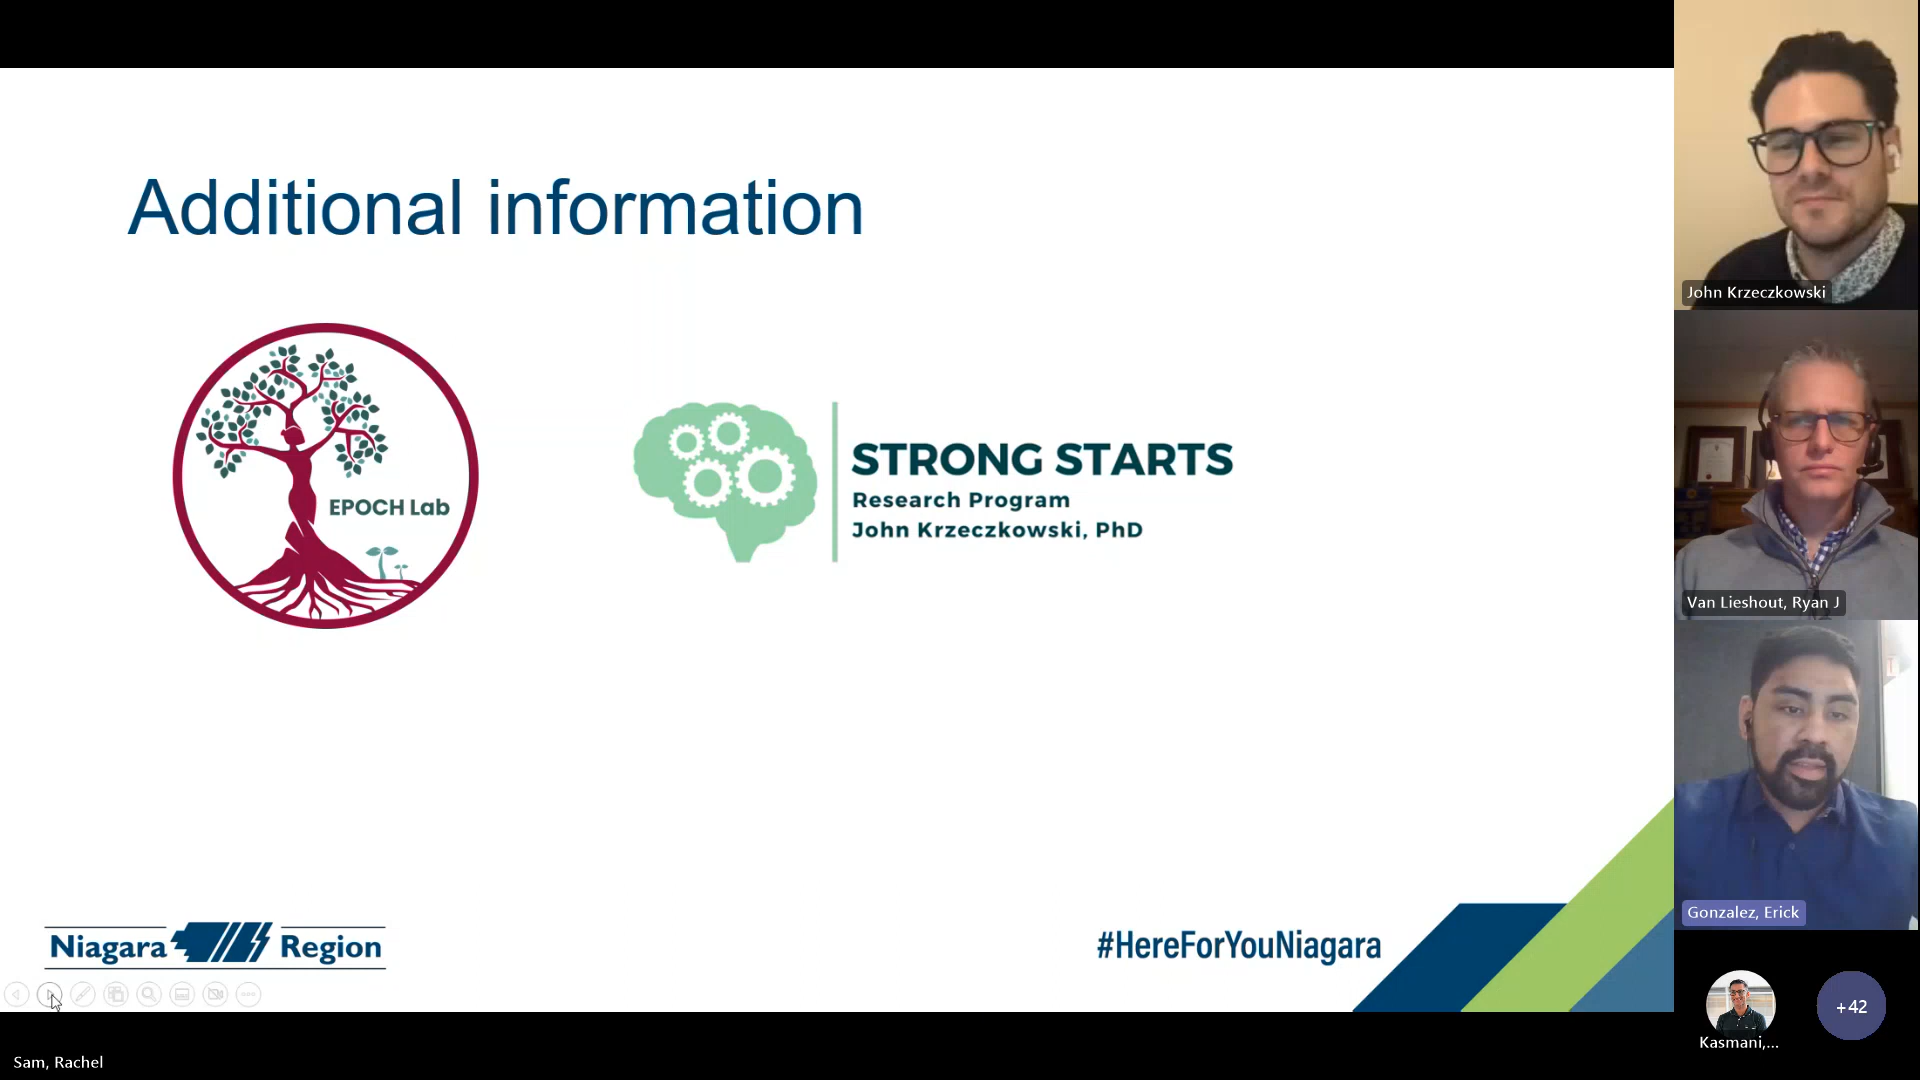 Additional information
EPOCH Lab
STRONG STARTS
Research Program
John Krzeczkowski, PhD
Niagara Region
#HereForYouNiagara
John Krzeczkowski
Van Lieshout, Ryan J
Gonzalez, Erick
Kasmani,...
+42
Sam, Rachel